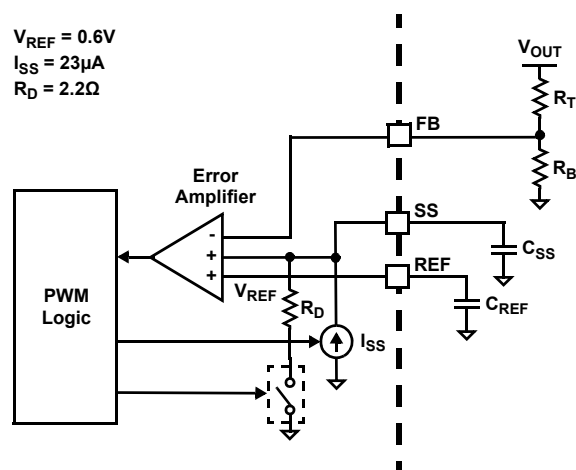 V_REF = 0.6V
I_SS = 23µA
R_D = 2.2Ω
V_OUT
R_T
FB
R_B
Error
Amplifier
SS
-
+
+
C_SS
REF
V_REF
R_D
C_REF
PWM
Logic
I_SS